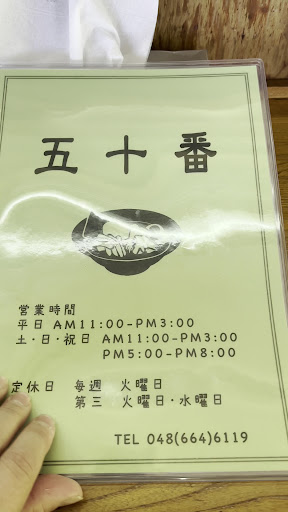 五十番
営業時間
平日 AM11:00-PM3:00
土・日・祝日 AM11:00-PM3:00
PM5:00-PM8:00
定休日 毎週 火曜日
第三 火曜日・水曜日
TEL 048(664)6119